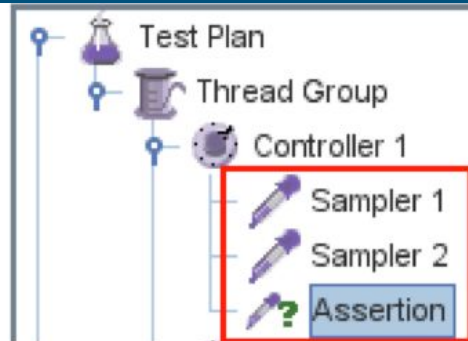 Test Plan
Thread Group
Controller 1
Sampler 1
Sampler 2
Assertion